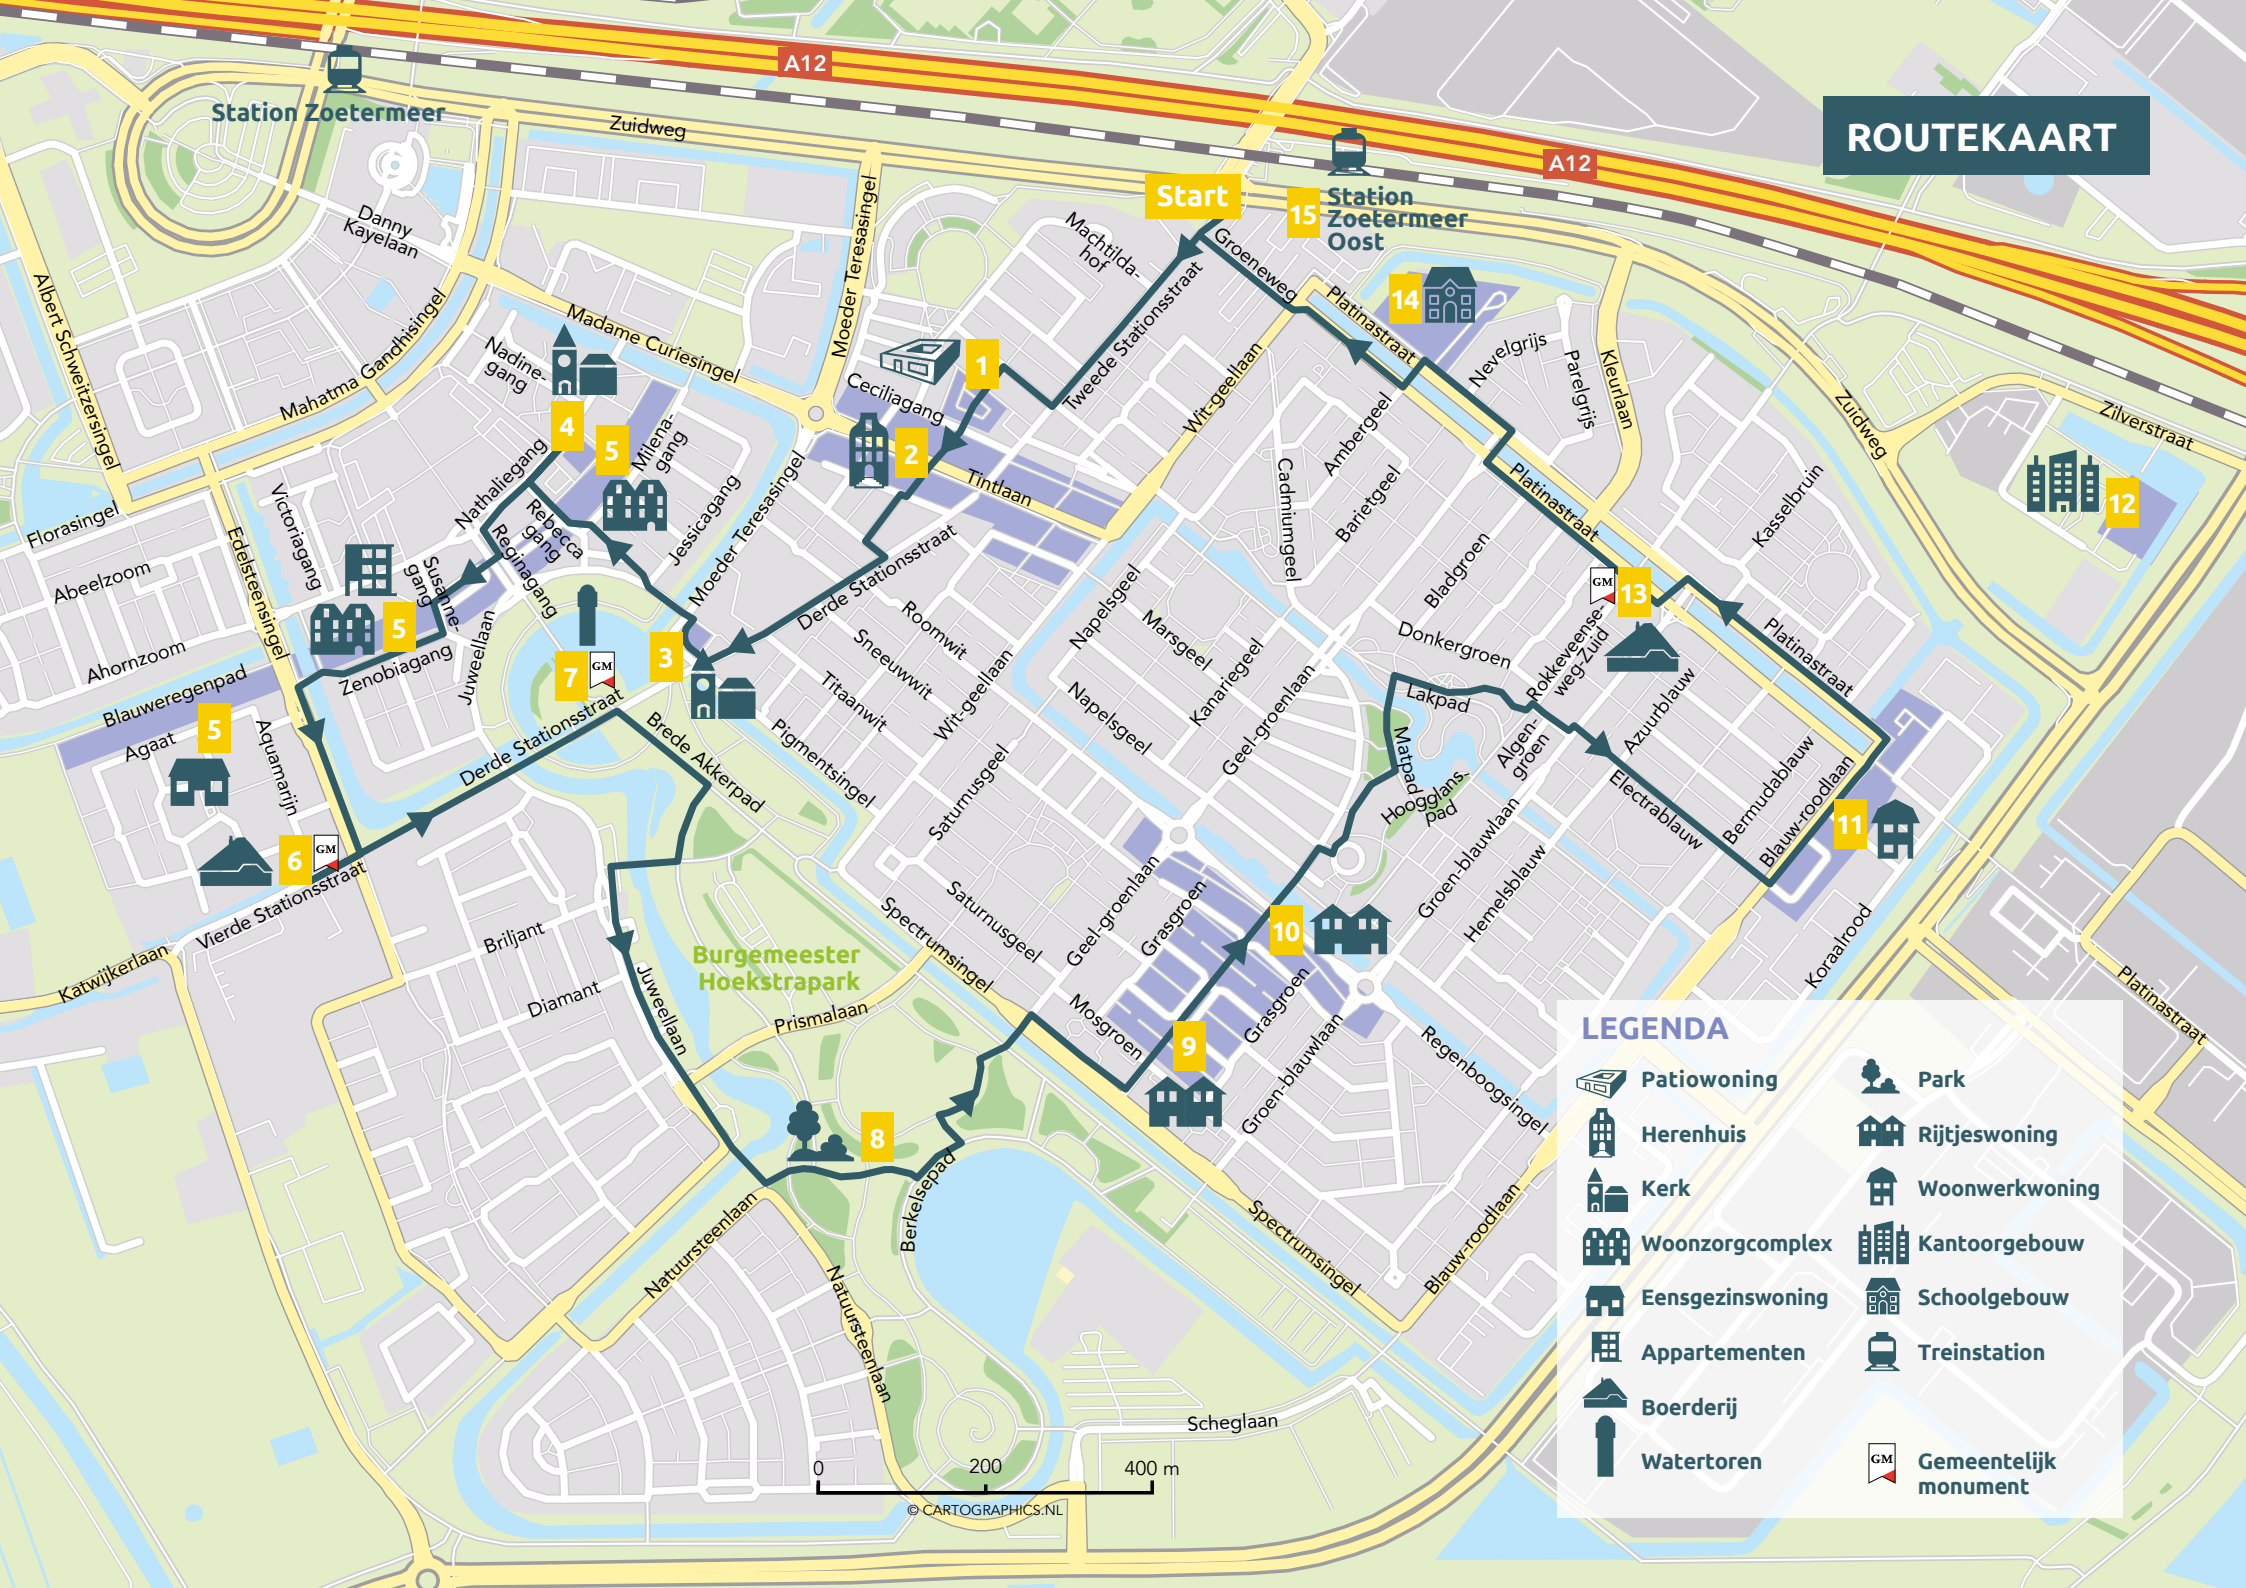 A12
Station Zoetermeer
Zuidweg
ROUTEKAART
A12
Start
15
Station
Zoetermeer
Oost
Danny
Kayelaan
Moeder Teresasingel
Machtilda-
hof
Groeneweg
Tweede Stationsstraat
Platinastraat
14
Albert Schweitzersingel
Mahatma Gandhisingel
Madame Curiesingel
Nadine-
gang
Ceciliagang
1
Wit-geellaan
Nevelgrijs
Parelgrijs
Kleurlaan
Zuidweg
Zilverstraat
4
5
Milena-
gang
2
Tintlaan
Ambergeel
Barietgeel
Cadmiumgeel
Platinastraat
Kasselbruin
12
Florasingel
Victoriagang
Nathaliegang
Rebecca
gang
Reginagang
Jessicagang
Moeder Teresasingel
Derde Stationsstraat
Edelsteensingel
Abeelzoom
Ahornzoom
Susanne-
gang
5
Juweellaan
Zenobiagang
Blauweregenpad
Napelsgeel
Marsgeel
Kanariegeel
Bladgroen
Donkergroen
GM
13
Rokkeveense-
weg-Zuid
Platinastraat
7
GM
3
Roomwit
Sneeuwwit
Titaanwit
Wit-geellaan
Napelsgeel
Geel-groenlaan
Lakpad
Matpad
Hoogglans-
pad
Algen-
groen
Azuurblauw
Electrablauw
Bermudablauw
Blauw-roodlaan
11
5
Agaat
Aquamarijn
Derde Stationsstraat
Brede Akkerpad
Pigmentsingel
Saturnusgeel
6
GM
Vierde Stationsstraat
Katwijkerlaan
Briljant
Diamant
Burgemeester
Hoekstrapark
Juweellaan
Prismalaan
Spectrumsingel
Saturnusgeel
Geel-groenlaan
Grasgroen
10
Groen-blauwlaan
Hemelsblauw
Koraalrood
Platinastraat
Mosgroen
9
Grasgroen
Groen-blauwlaan
Regenboogsingel
8
Berkelsepad
Natuursteenlaan
Natuursteenlaan
Spectrumsingel
Blauw-roodlaan
Scheglaan
0
200
400 m
© CARTOGRAPHICS.NL
LEGENDA
Patiowoning
Herenhuis
Kerk
Woonzorgcomplex
Eensgezinswoning
Appartementen
Boerderij
Watertoren
Park
Rijtjeswoning
Woonwerkwoning
Kantoorgebouw
Schoolgebouw
Treinstation
GM
Gemeentelijk
monument